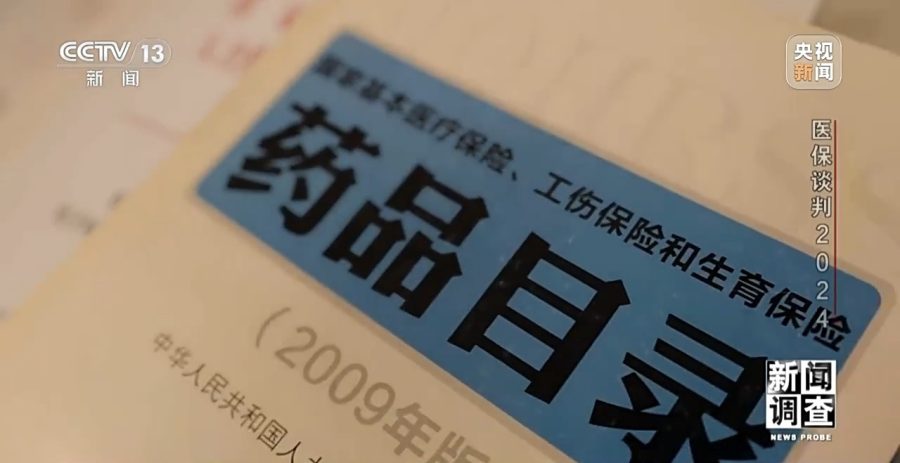 CCTV 13
新闻
央视
新闻
医保谈判2024
国家基本医疗保险、工伤保险和生育保险
药品目录
(2009年版
中华人民共和国人力
新闻
调查
NEWS PROBE